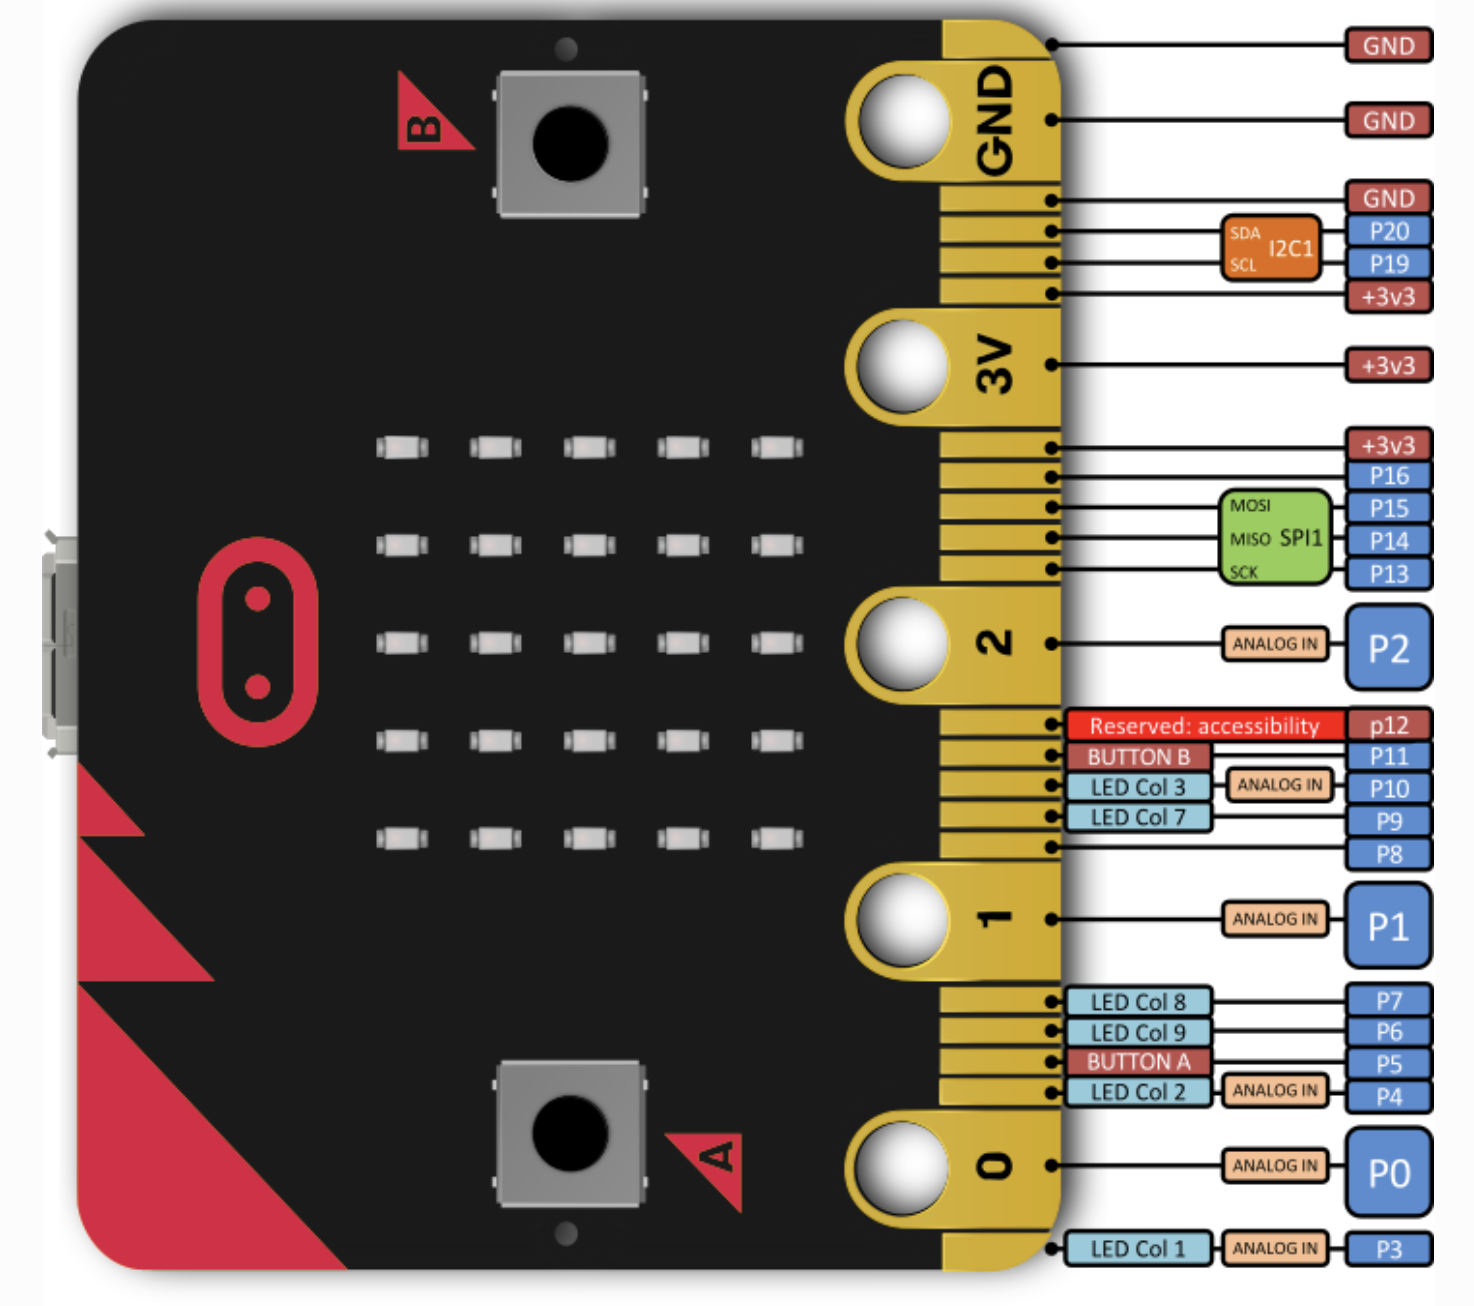 GND
B
GND
GND
GND
SDA I2C1 P20
SCL P19
+3v3
3V
+3v3
+3v3
P16
MOSI P15
MISO SPI1 P14
SCK P13
2 ANALOG IN P2
Reserved: accessibility p12
BUTTON B P11
LED Col 3 ANALOG IN P10
LED Col 7 P9
P8
1 ANALOG IN P1
LED Col 8 P7
LED Col 9 P6
BUTTON A P5
LED Col 2 ANALOG IN P4
A
0 ANALOG IN P0
LED Col 1 ANALOG IN P3